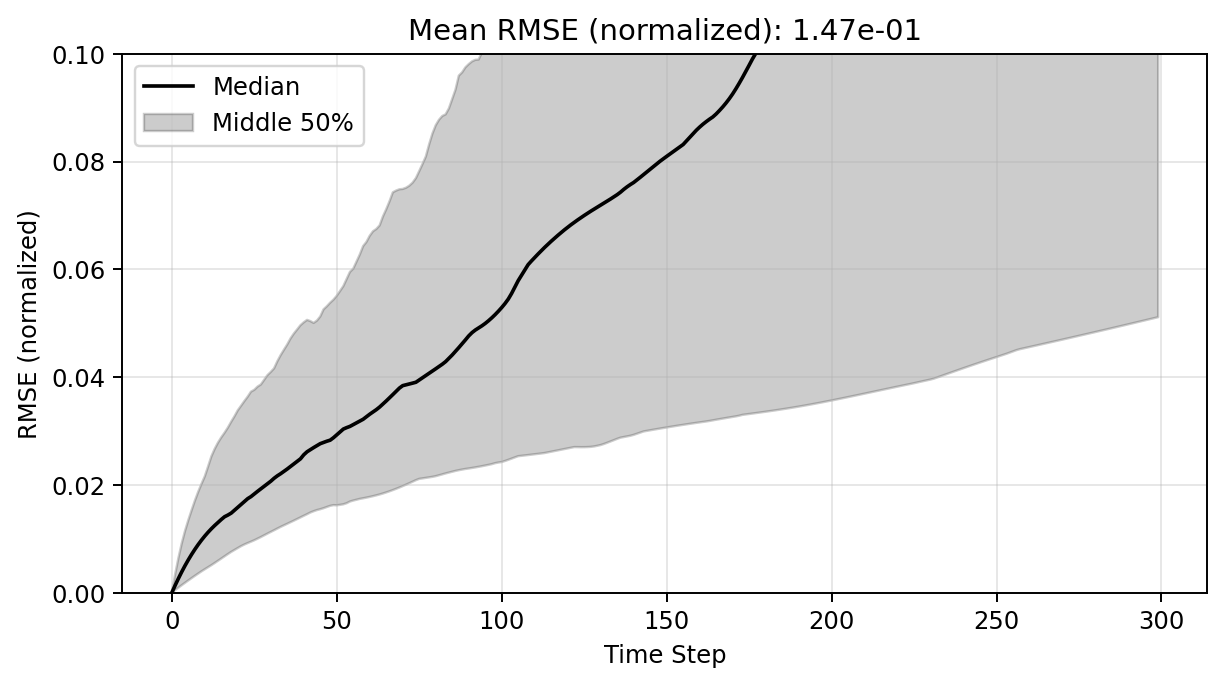 Mean RMSE (normalized): 1.47e-01
0.10
0.08
0.06
0.04
0.02
0.00
RMSE (normalized)
Median
Middle 50%
0 50 100 150 200 250 300
Time Step